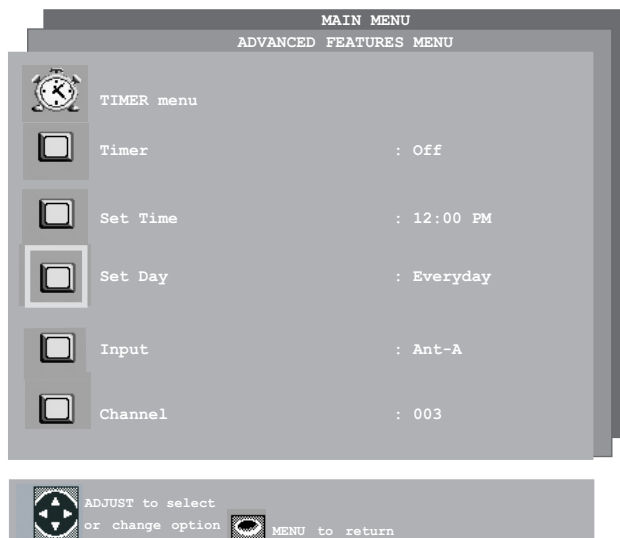 MAIN MENU
ADVANCED FEATURES MENU
TIMER menu
Timer : Off
Set Time : 12:00 PM
Set Day : Everyday
Input : Ant-A
Channel : 003
ADJUST to select
or change option
MENU to return